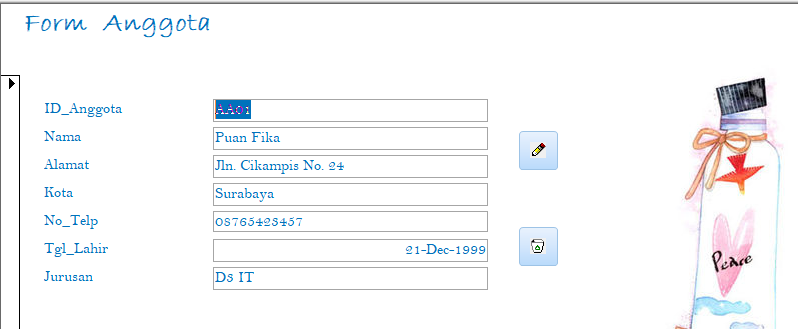 Form Anggota
ID_Anggota AA01
Nama Puan Fika
Alamat Jln. Cikampis No. 24
Kota Surabaya
No_Telp 08765423457
Tgl_Lahir 21-Dec-1999
Jurusan D3 IT
Peace